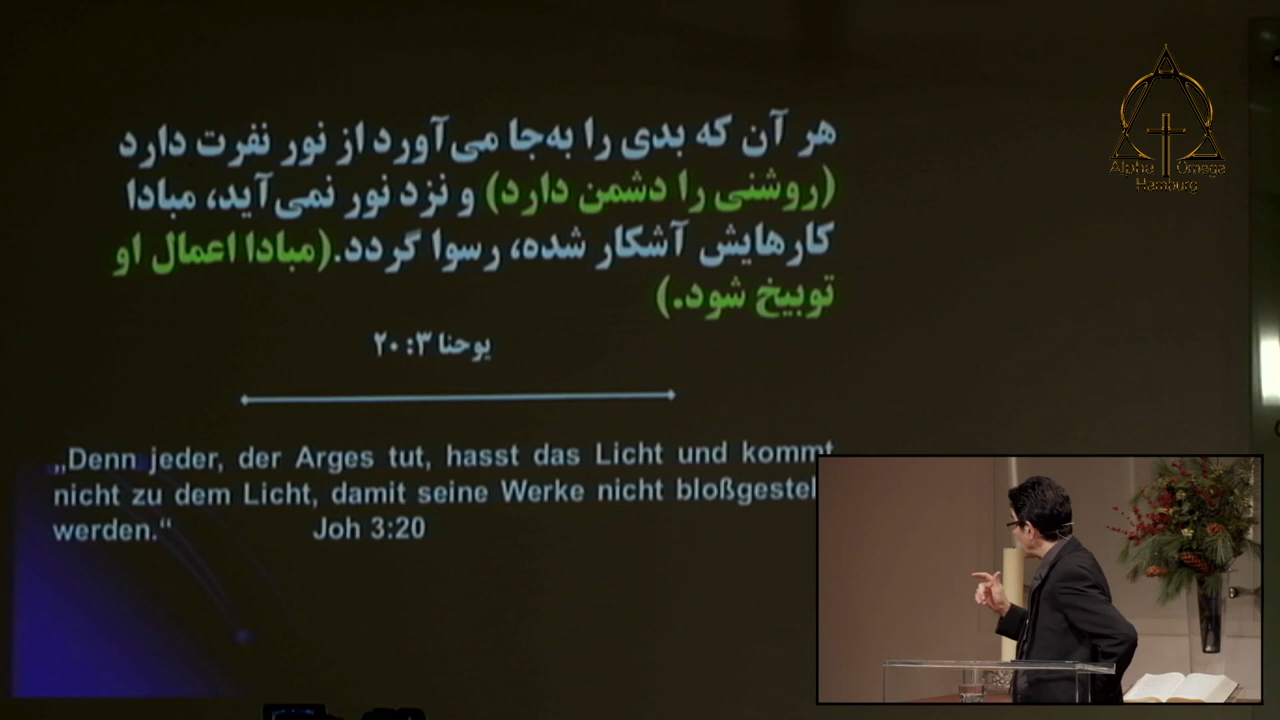 هر آن که بدی را به‌جا می‌آورد از نور نفرت دارد
(روشنی را دشمن دارد) و نزد نور نمی‌آید، مبادا
کارهایش آشکار شده، رسوا گردد.(مبادا اعمال او
توبیخ شود.)
یوحنا ۳: ۲۰
„Denn jeder, der Arges tut, hasst das Licht und kommt
nicht zu dem Licht, damit seine Werke nicht bloßgestel
werden.“ Joh 3:20
Alpha Omega
Hamburg